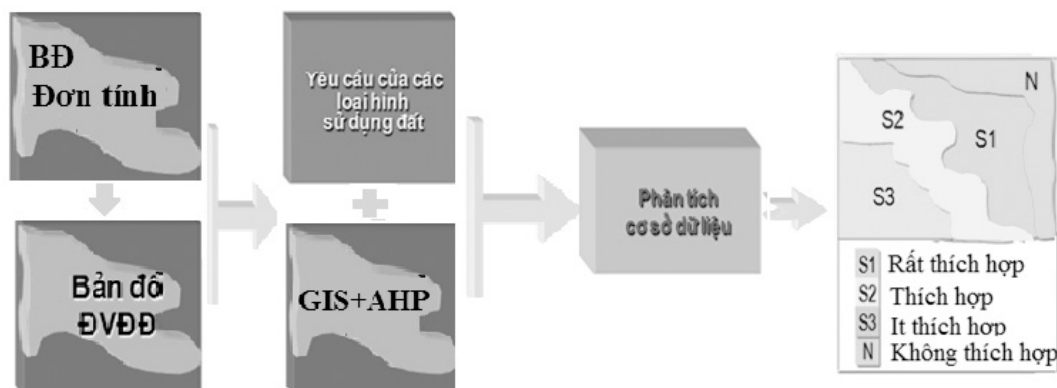 BĐ
Đơn tính
Bản đồ
ĐVĐĐ
Yêu cầu của các
loại hình
sử dụng đất
GIS+AHP
Phân tích
cơ sở dữ liệu
N
S2
S1
S3
S1 Rất thích hợp
S2 Thích hợp
S3 It thích hợp
N Không thích hợp